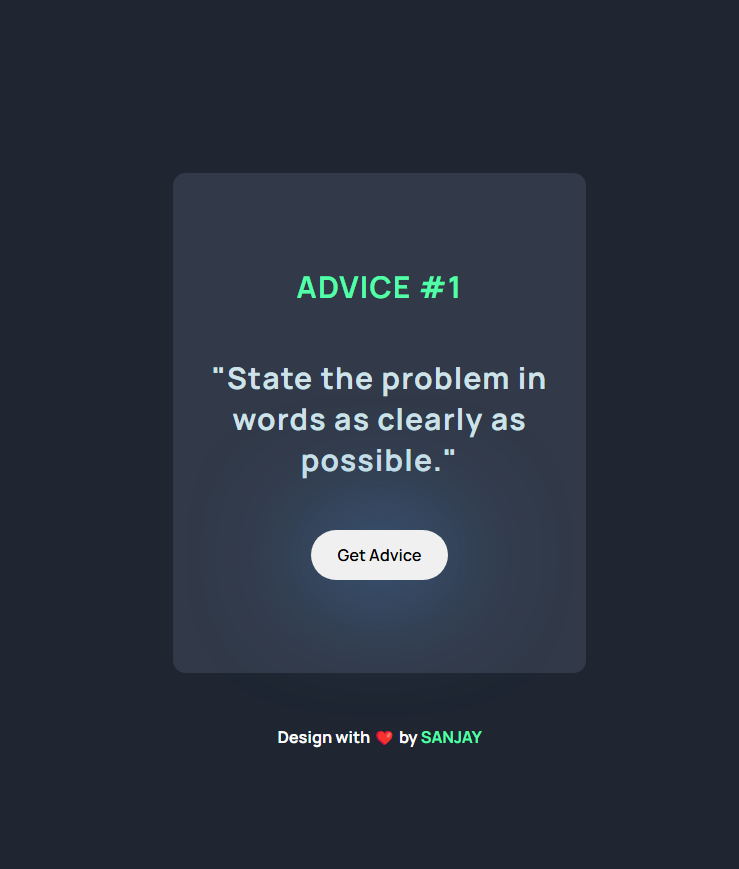 ADVICE #1
"State the problem in
words as clearly as
possible."
Get Advice
Design with ❤️ by SANJAY